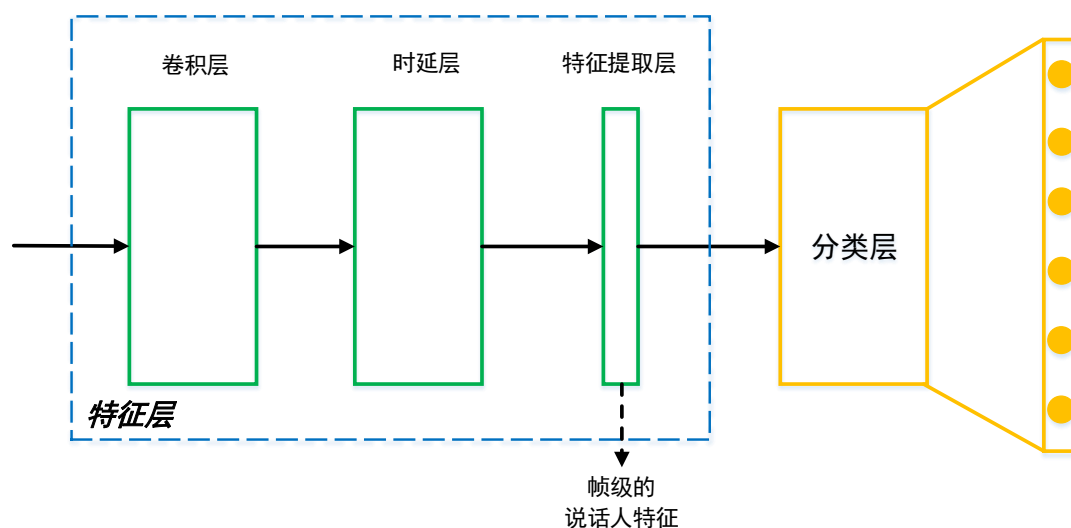 卷积层
时延层
特征提取层
分类层
特征层
帧级的
说话人特征